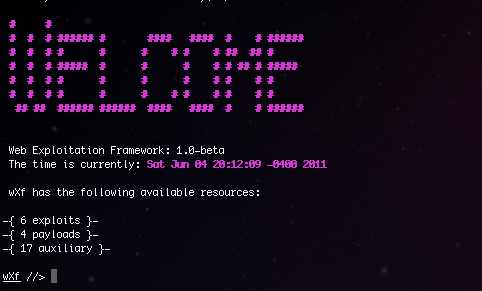 WELCOME
Web Exploitation Framework: 1.0-beta
The time is currently: Sat Jun 04 20:12:09 -0400 2011
wXf has the following available resources:
-{ 6 exploits }-
-{ 4 payloads }-
-{ 17 auxiliary }-
wXf //>